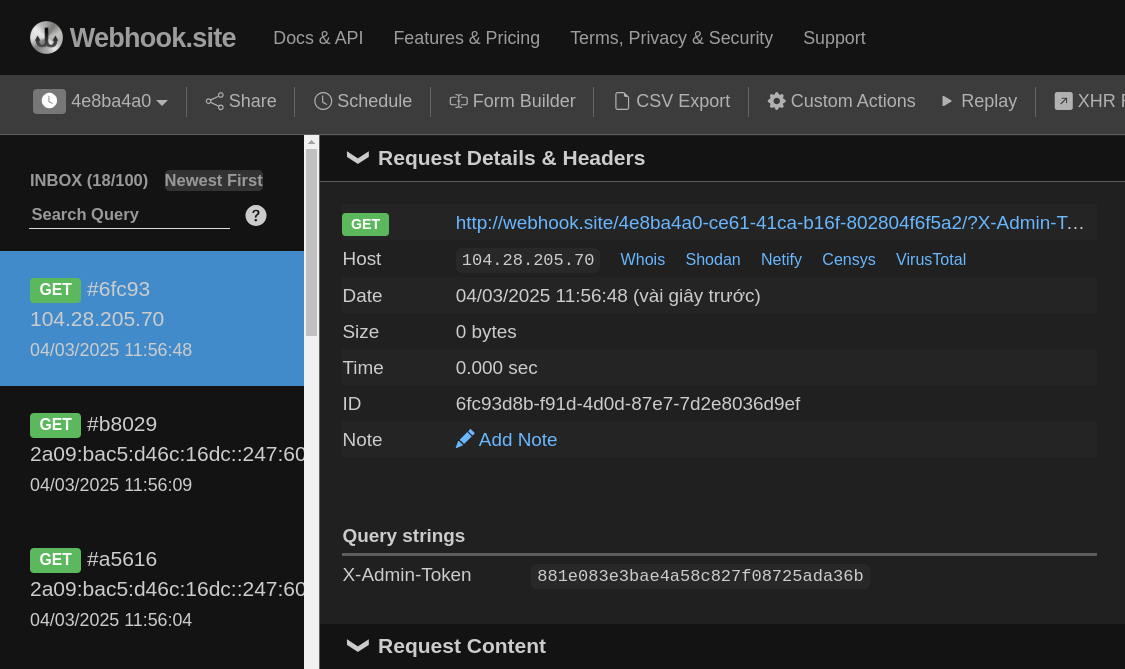 Webhook.site
Docs & API
Features & Pricing
Terms, Privacy & Security
Support
4e8ba4a0
Share
Schedule
Form Builder
CSV Export
Custom Actions
Replay
XHR
INBOX (18/100)
Newest First
Search Query
?
GET #6fc93
104.28.205.70
04/03/2025 11:56:48
GET #b8029
2a09:bac5:d46c:16dc::247:60
04/03/2025 11:56:09
GET #a5616
2a09:bac5:d46c:16dc::247:60
04/03/2025 11:56:04
Request Details & Headers
GET http://webhook.site/4e8ba4a0-ce61-41ca-b16f-802804f6f5a2/?X-Admin-T...
Host 104.28.205.70 Whois Shodan Netify Censys VirusTotal
Date 04/03/2025 11:56:48 (vài giây trước)
Size 0 bytes
Time 0.000 sec
ID 6fc93d8b-f91d-4d0d-87e7-7d2e8036d9ef
Note Add Note
Query strings
X-Admin-Token 881e083e3bae4a58c827f08725ada36b
Request Content